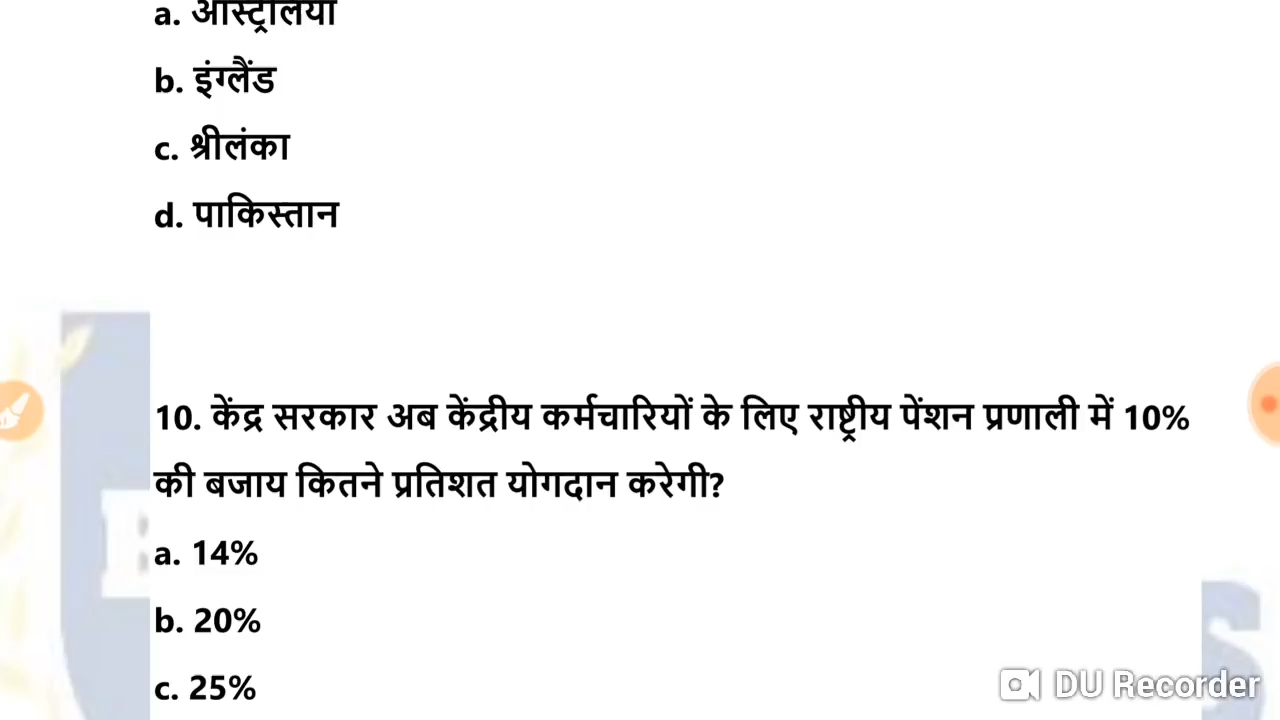 a. ऑस्ट्रेलिया
b. इंग्लैंड
c. श्रीलंका
d. पाकिस्तान
10. केंद्र सरकार अब केंद्रीय कर्मचारियों के लिए राष्ट्रीय पेंशन प्रणाली में 10%
की बजाय कितने प्रतिशत योगदान करेगी?
a. 14%
b. 20%
c. 25%
DU Recorder